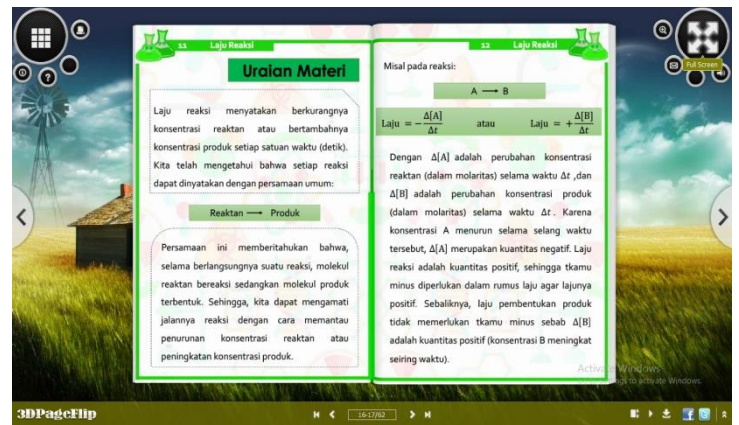 11 Laju Reaksi
Uraian Materi
Laju reaksi menyatakan berkurangnya
konsentrasi reaktan atau bertambahnya
konsentrasi produk setiap satuan waktu (detik).
Kita telah mengetahui bahwa setiap reaksi
dapat dinyatakan dengan persamaan umum:
Reaktan ⟶ Produk
Persamaan ini memberitahukan bahwa,
selama berlangsungnya suatu reaksi, molekul
reaktan bereaksi sedangkan molekul produk
terbentuk. Sehingga, kita dapat mengamati
jalannya reaksi dengan cara memantau
penurunan konsentrasi reaktan atau
peningkatan konsentrasi produk.
12 Laju Reaksi
Misal pada reaksi:
A ⟶ B
Laju = −Δ[A]/Δt atau Laju = +Δ[B]/Δt
Dengan Δ[A] adalah perubahan konsentrasi
reaktan (dalam molaritas) selama waktu Δt ,dan
Δ[B] adalah perubahan konsentrasi produk
(dalam molaritas) selama waktu Δt. Karena
konsentrasi A menurun selama selang waktu
tersebut, Δ[A] merupakan kuantitas negatif. Laju
reaksi adalah kuantitas positif, sehingga tkamu
minus diperlukan dalam rumus laju agar lajunya
positif. Sebaliknya, laju pembentukan produk
tidak memerlukan tkamu minus sebab Δ[B]
adalah kuantitas positif (konsentrasi B meningkat
seiring waktu).
Full Screen
Activate Windows
to activate Windows.
3DPageFlip
16-17/62